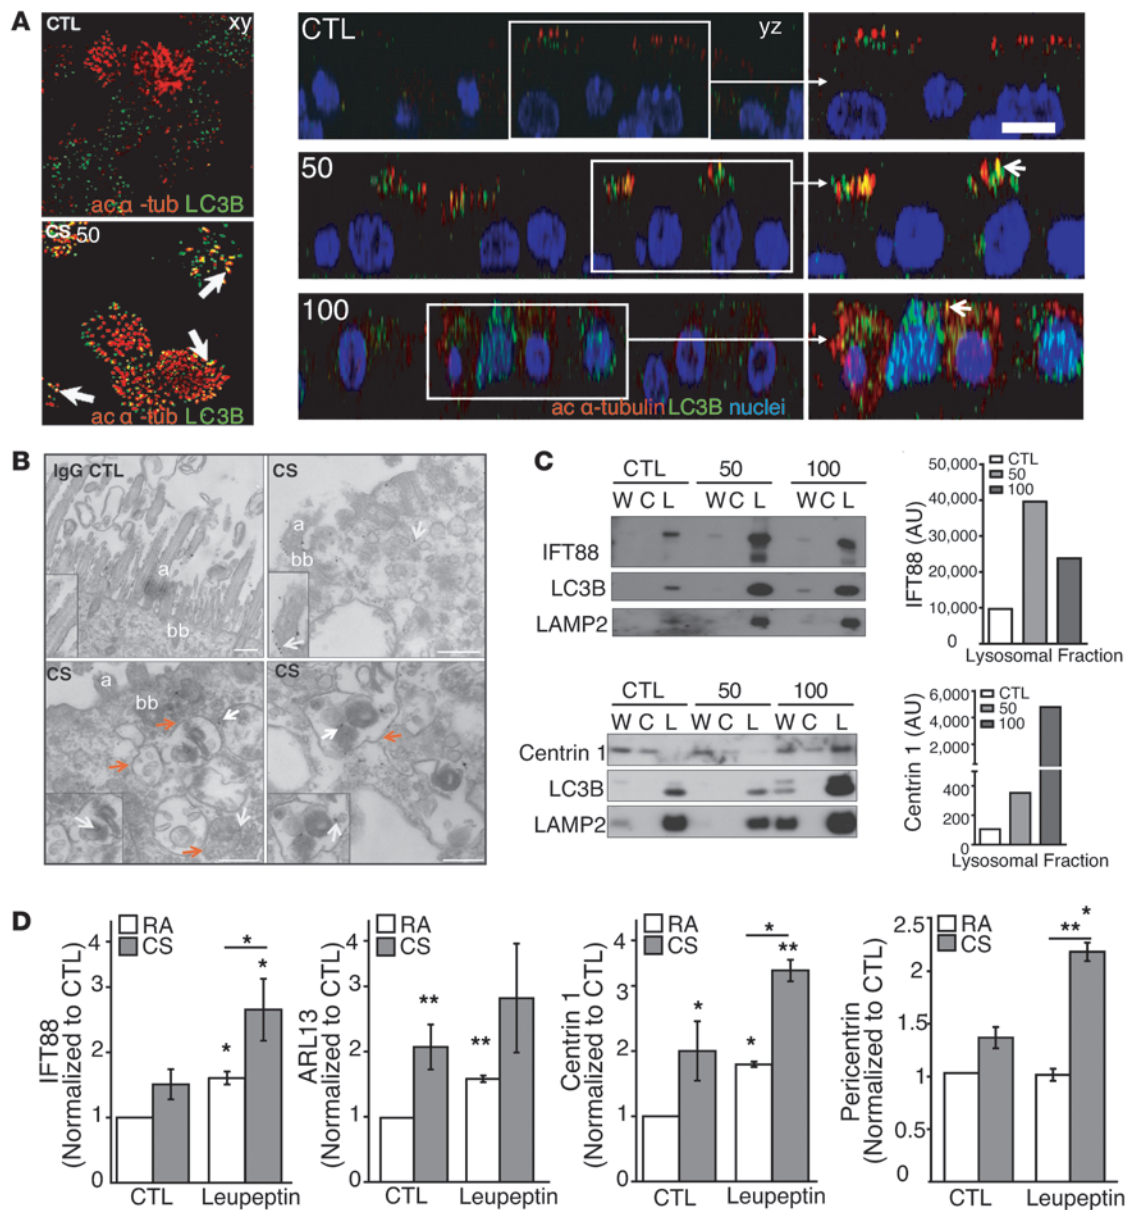 A
CTL
xy
ac α -tub LC3B
CS 50
ac α -tub LC3B
CTL
yz
50
100
ac α-tubulin LC3B nuclei
B
IgG CTL
a
bb
CS
a
bb
CS
a
bb
CS
C
CTL 50 100
W C L W C L W C L
IFT88
LC3B
LAMP2
IFT88 (AU)
50,000
40,000
30,000
20,000
10,000
0
CTL
50
100
Lysosomal Fraction
CTL 50 100
W C L W C L W C L
Centrin 1
LC3B
LAMP2
Centrin 1 (AU)
6,000
4,000
2,000
400
200
0
CTL
50
100
Lysosomal Fraction
D
IFT88
(Normalized to CTL)
4
3
2
1
0
RA
CS
*
*
*
CTL Leupeptin
ARL13
(Normalized to CTL)
4
3
2
1
0
RA
CS
**
**
CTL Leupeptin
Centrin 1
(Normalized to CTL)
4
3
2
1
0
RA
CS
*
*
*
**
CTL Leupeptin
Pericentrin
(Normalized to CTL)
2.5
2
1.5
1
0.5
0
RA
CS
*
**
CTL Leupeptin